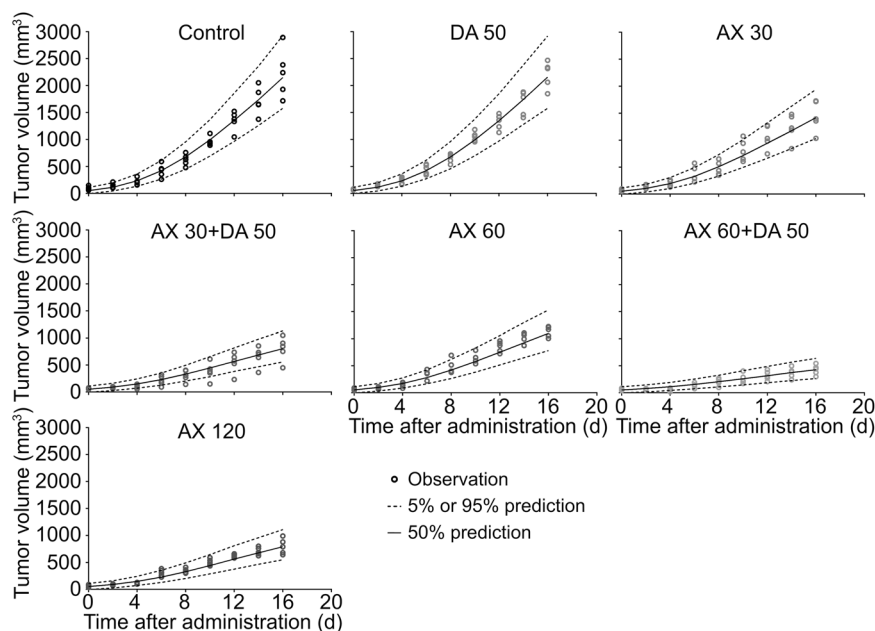 Control
DA 50
AX 30
Tumor volume (mm³)
3000
2500
2000
1500
1000
500
0
AX 30+DA 50
AX 60
AX 60+DA 50
Tumor volume (mm³)
3000
2500
2000
1500
1000
500
0
0 4 8 12 16 20
0 4 8 12 16 20
Time after administration (d)
Time after administration (d)
AX 120
Tumor volume (mm³)
3000
2500
2000
1500
1000
500
0
0 4 8 12 16 20
Time after administration (d)
Observation
5% or 95% prediction
50% prediction